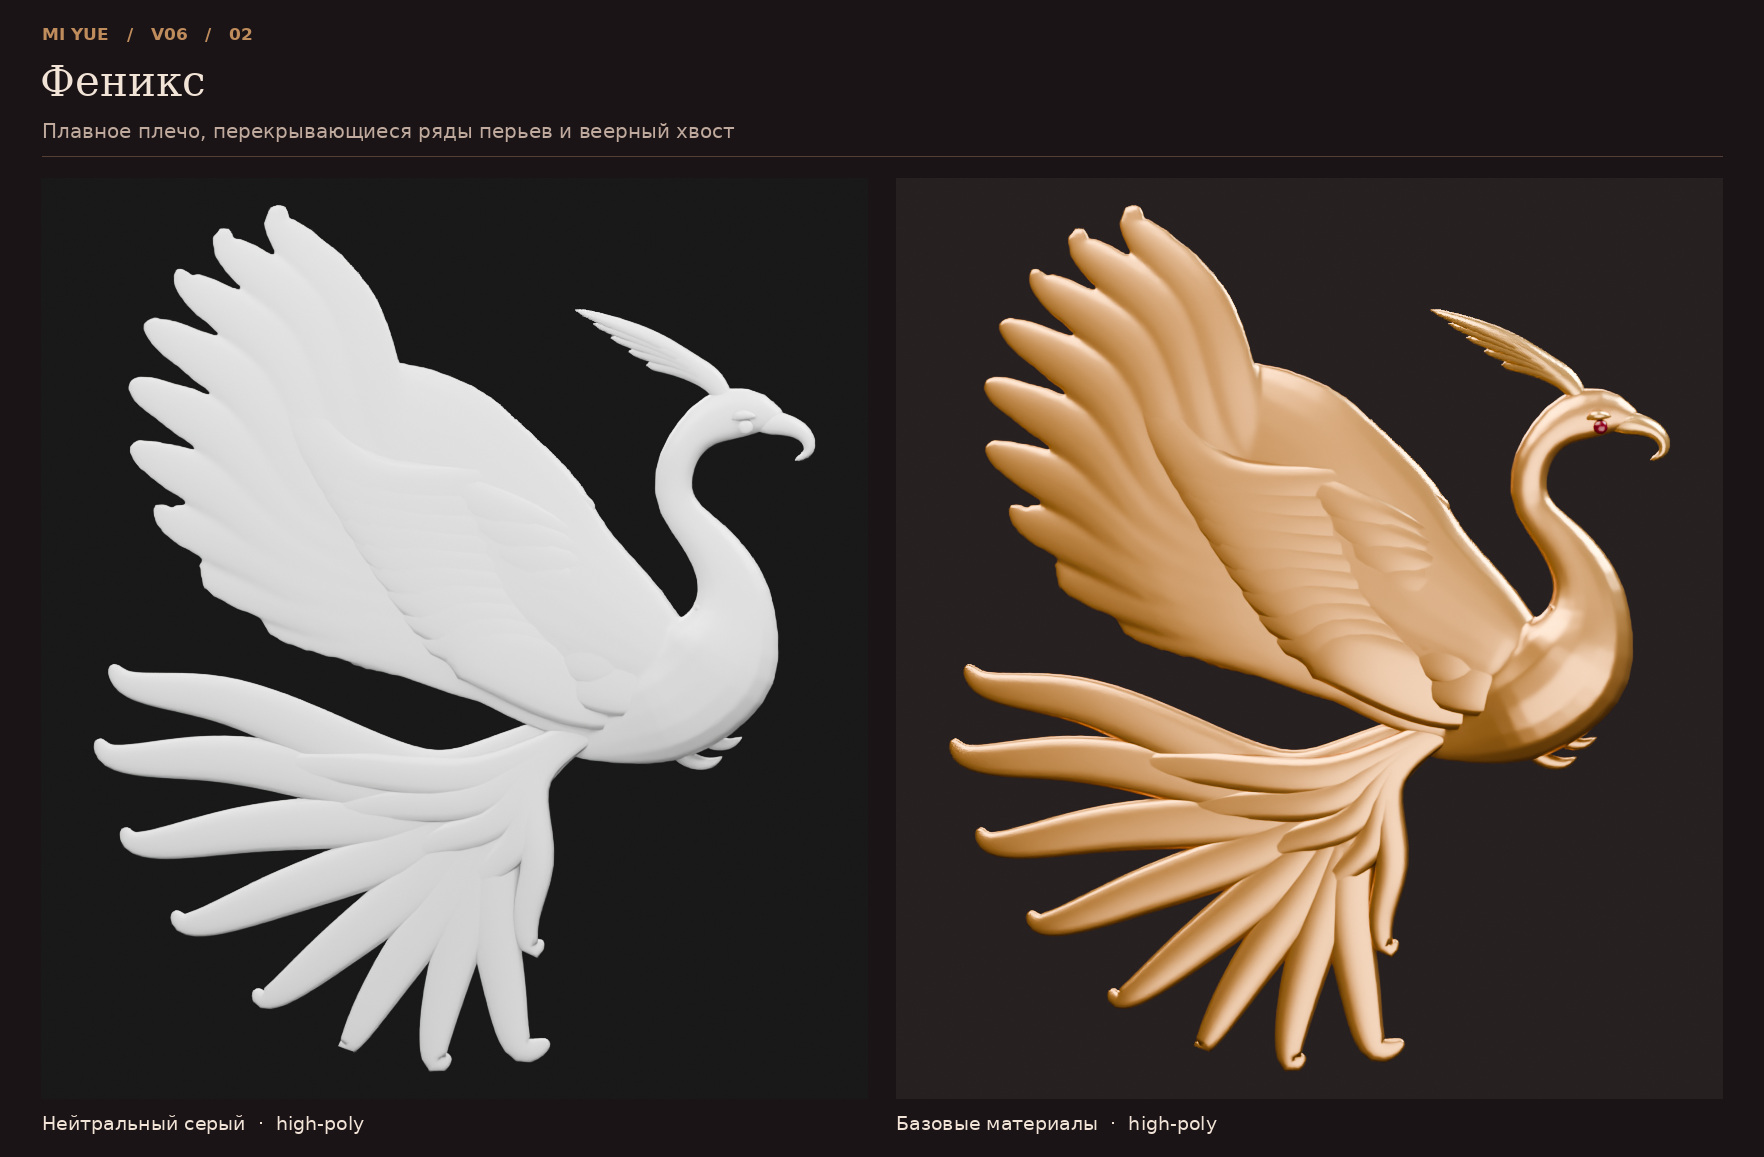 MI YUE / V06 / 02
Феникс
Плавное плечо, перекрывающиеся ряды перьев и веерный хвост
Нейтральный серый · high-poly
Базовые материалы · high-poly